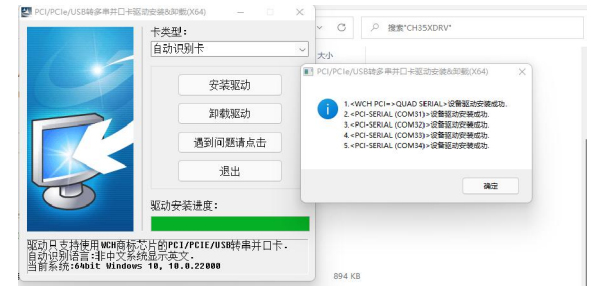 PCI/PCIe/USB转多串并口卡驱动安装&卸载(X64)
卡类型:
自动识别卡
安装驱动
卸载驱动
遇到问题请点击
退出
驱动安装进度:
驱动只支持使用WCH商标芯片的PCI/PCIE/USB转串并口卡.
自动识别语言:非中文系统显示英文.
当前系统:64bit Windows 10, 10.0.22000
搜索"CH35XDRV"
大小
PCI/PCIe/USB转多串并口卡驱动安装&卸载(X64)
1.<WCH PCI=>QUAD SERIAL>设备驱动安装成功.
2.<PCI-SERIAL (COM31)>设备驱动安装成功.
3.<PCI-SERIAL (COM32)>设备驱动安装成功.
4.<PCI-SERIAL (COM33)>设备驱动安装成功.
5.<PCI-SERIAL (COM34)>设备驱动安装成功.
确定
894 KB